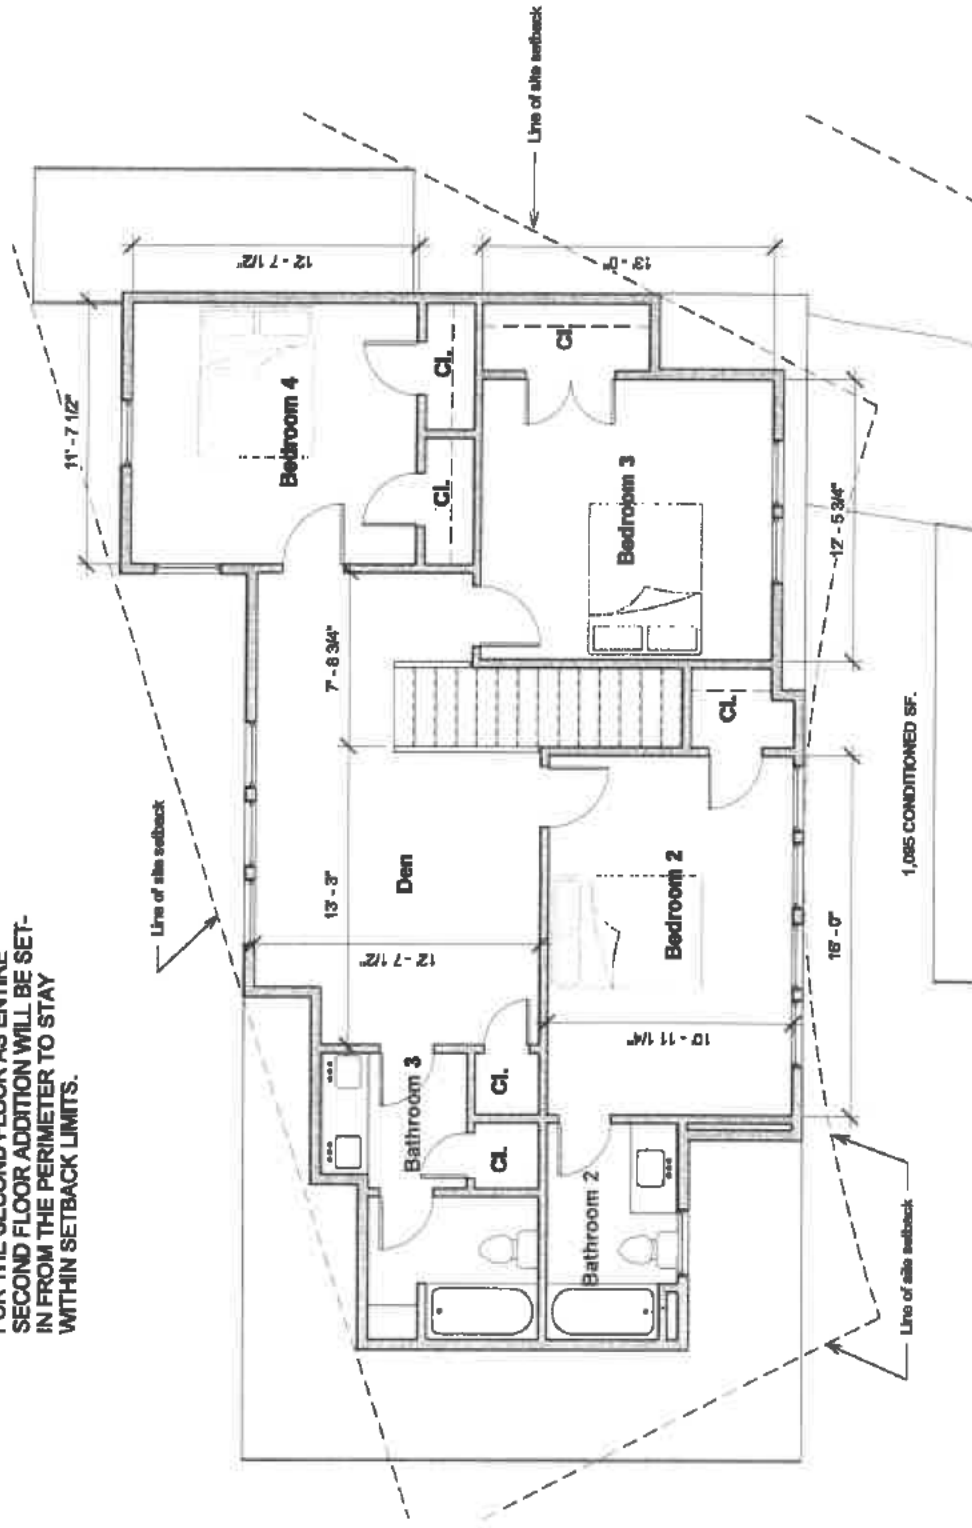 SECOND FLOOR ADDITION WILL BE SET-
IN FROM THE PERIMETER TO STAY
WITHIN SETBACK LIMITS.
Line of site setback
Line of site setback
11' - 7 1/2"
12' - 7 1/2"
13' - 0"
Bedroom 4
Cl.
Cl.
Cl.
Bedroom 3
7' - 8 3/4"
12' - 5 3/4"
Cl.
13' - 3"
Den
12' - 7 1/2"
Bedroom 2
10' - 11 1/4"
16' - 0"
1,095 CONDITIONED SF.
Bathroom 3
Cl.
Cl.
Bathroom 2
Line of site setback